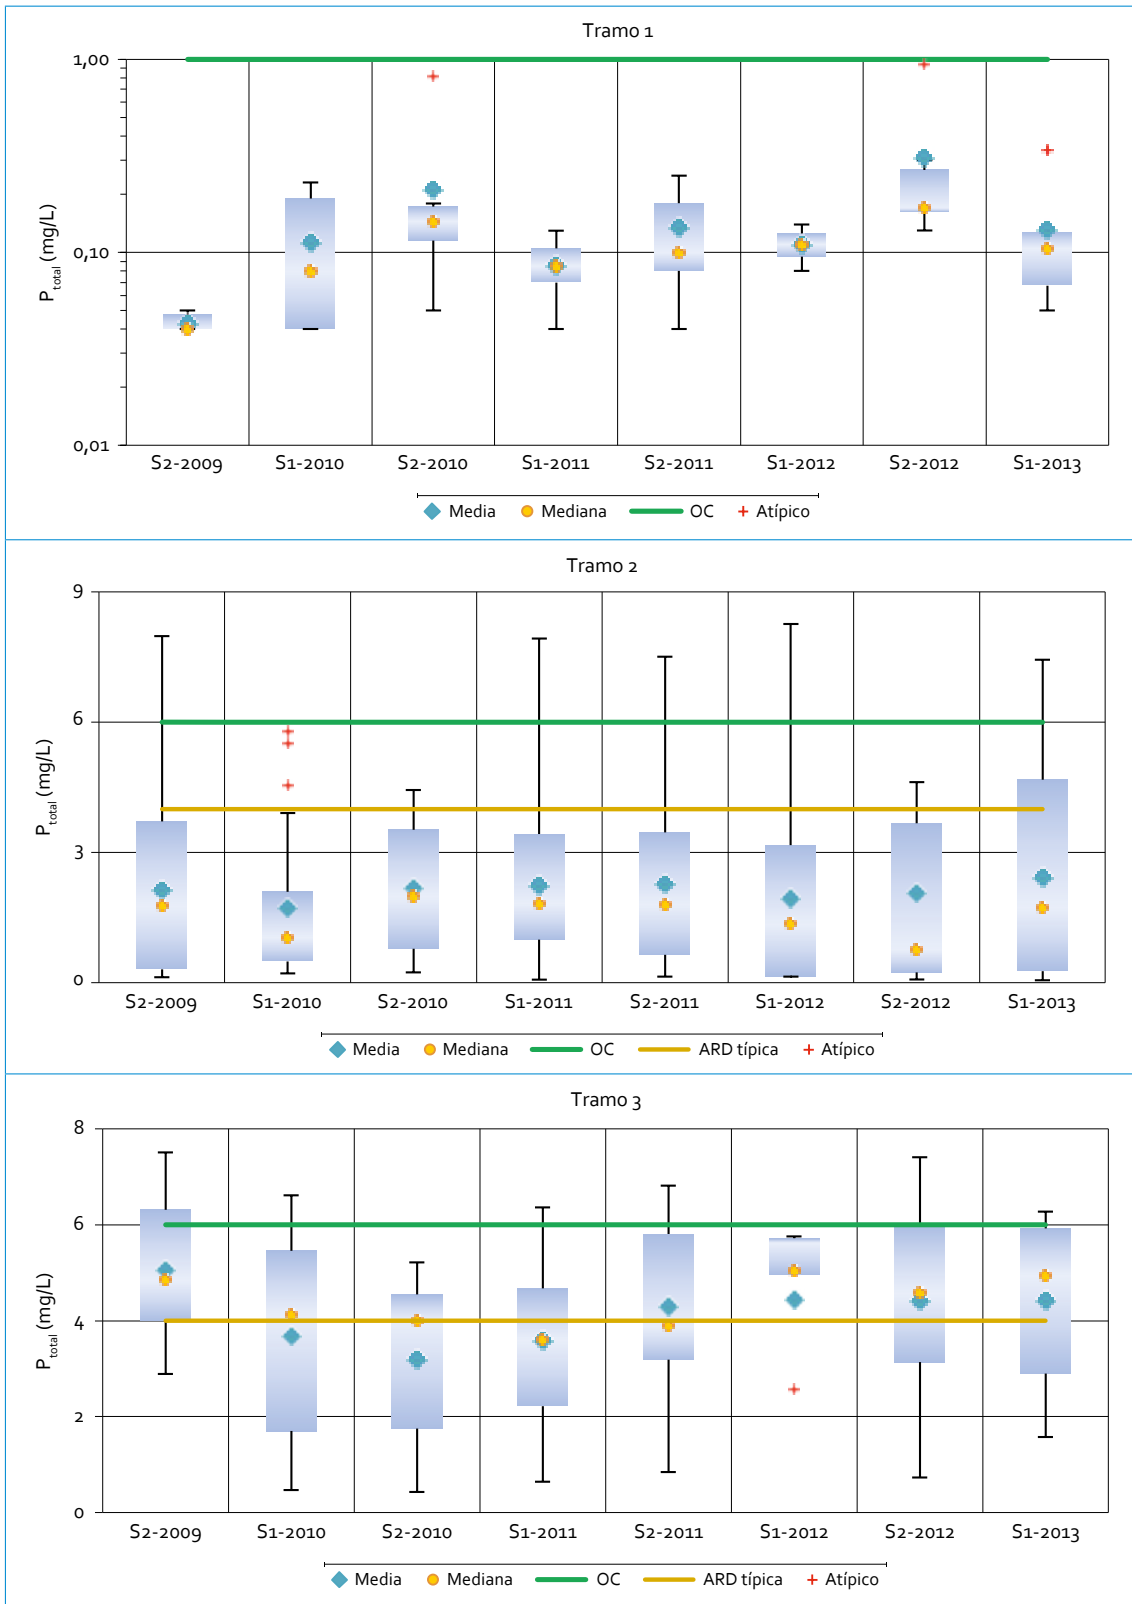 Tramo 1
P total (mg/L)
1,00
0,10
0,01
S2-2009 S1-2010 S2-2010 S1-2011 S2-2011 S1-2012 S2-2012 S1-2013
Media Mediana OC Atípico
Tramo 2
P total (mg/L)
9
6
3
0
S2-2009 S1-2010 S2-2010 S1-2011 S2-2011 S1-2012 S2-2012 S1-2013
Media Mediana OC ARD típica Atípico
Tramo 3
P total (mg/L)
8
6
4
2
0
S2-2009 S1-2010 S2-2010 S1-2011 S2-2011 S1-2012 S2-2012 S1-2013
Media Mediana OC ARD típica Atípico